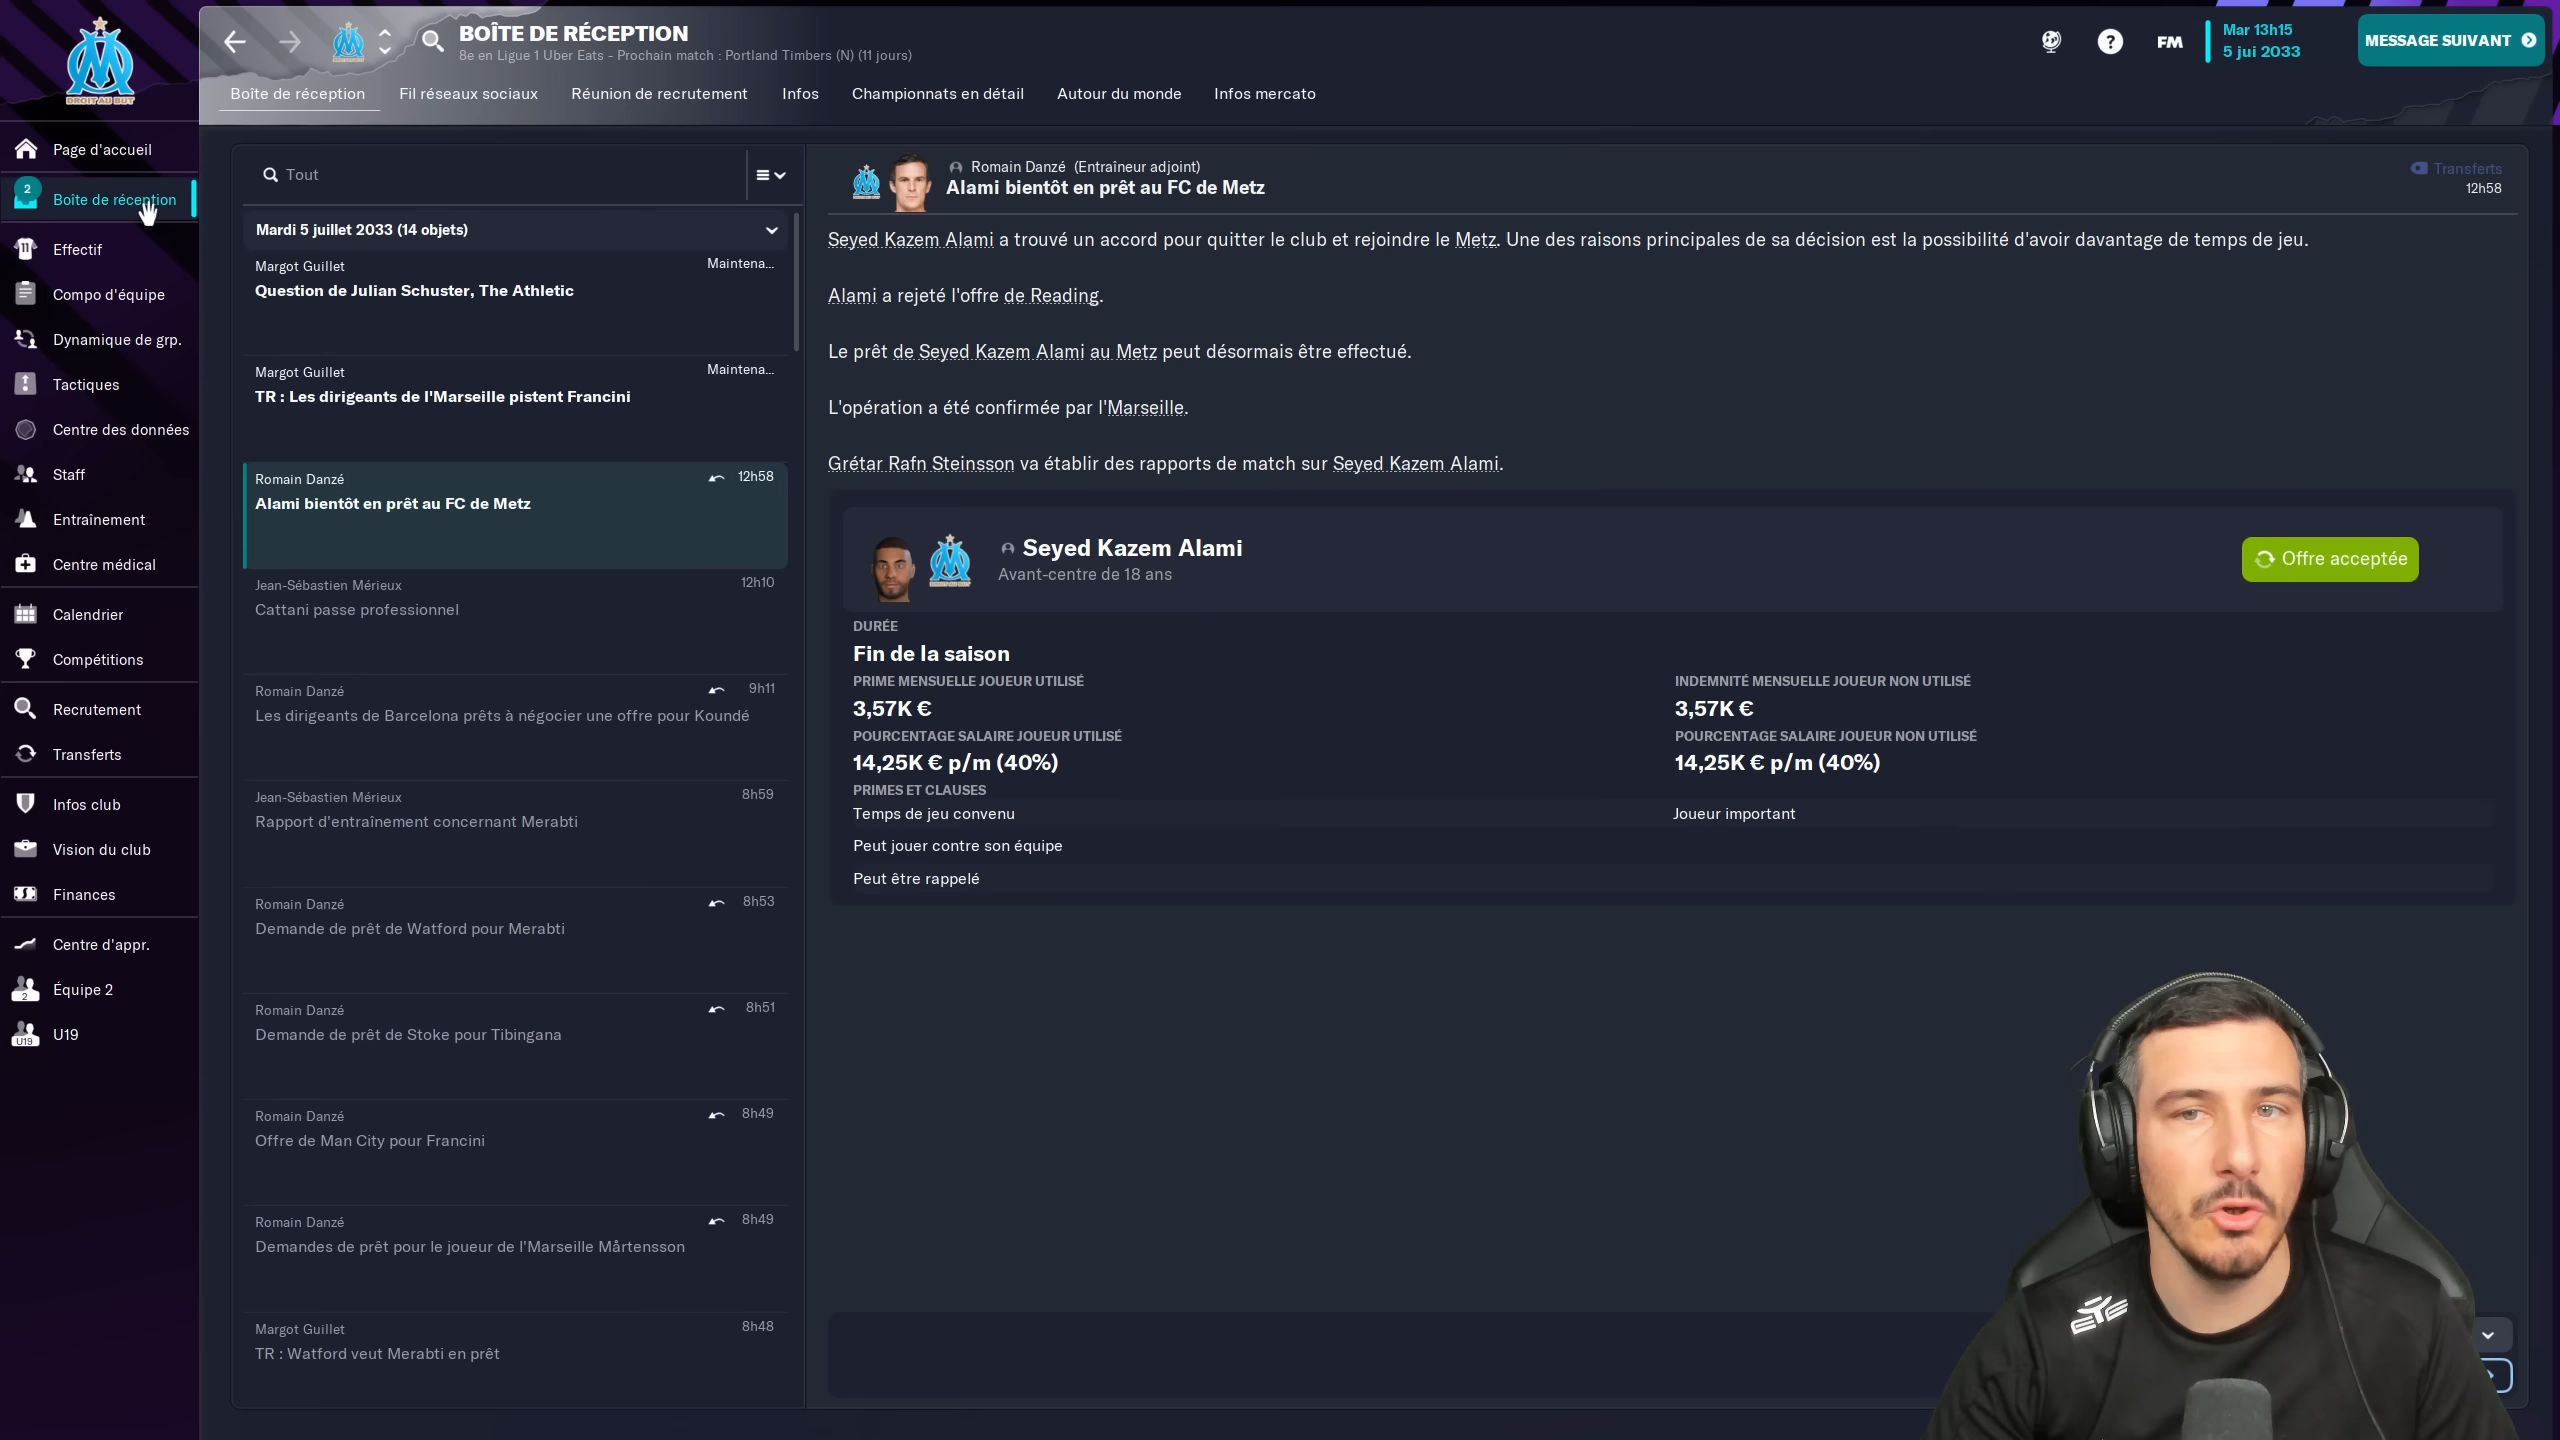 DROIT AU BUT
BOÎTE DE RÉCEPTION
8e en Ligue 1 Uber Eats - Prochain match : Portland Timbers (N) (11 jours)
FM
Mar 13h15
5 jui 2033
MESSAGE SUIVANT
Boîte de réception
Fil réseaux sociaux
Réunion de recrutement
Infos
Championnats en détail
Autour du monde
Infos mercato
Page d'accueil
2
Boîte de réception
Effectif
Compo d'équipe
Dynamique de grp.
Tactiques
Centre des données
Staff
Entraînement
Centre médical
Calendrier
Compétitions
Recrutement
Transferts
Infos club
Vision du club
Finances
Centre d'appr.
2
Équipe 2
U19
U19
Tout
Mardi 5 juillet 2033 (14 objets)
Margot Guillet
Maintena...
Question de Julian Schuster, The Athletic
Margot Guillet
Maintena...
TR : Les dirigeants de l'Marseille pistent Francini
Romain Danzé
12h58
Alami bientôt en prêt au FC de Metz
Jean-Sébastien Mérieux
12h10
Cattani passe professionnel
Romain Danzé
9h11
Les dirigeants de Barcelona prêts à négocier une offre pour Koundé
Jean-Sébastien Mérieux
8h59
Rapport d'entraînement concernant Merabti
Romain Danzé
8h53
Demande de prêt de Watford pour Merabti
Romain Danzé
8h51
Demande de prêt de Stoke pour Tibingana
Romain Danzé
8h49
Offre de Man City pour Francini
Romain Danzé
8h49
Demandes de prêt pour le joueur de l'Marseille Mårtensson
Margot Guillet
8h48
TR : Watford veut Merabti en prêt
Romain Danzé (Entraîneur adjoint)
Alami bientôt en prêt au FC de Metz
Transferts
12h58
Seyed Kazem Alami a trouvé un accord pour quitter le club et rejoindre le Metz. Une des raisons principales de sa décision est la possibilité d'avoir davantage de temps de jeu.
Alami a rejeté l'offre de Reading.
Le prêt de Seyed Kazem Alami au Metz peut désormais être effectué.
L'opération a été confirmée par l'Marseille.
Grétar Rafn Steinsson va établir des rapports de match sur Seyed Kazem Alami.
Seyed Kazem Alami
Avant-centre de 18 ans
Offre acceptée
DURÉE
Fin de la saison
PRIME MENSUELLE JOUEUR UTILISÉ
INDEMNITÉ MENSUELLE JOUEUR NON UTILISÉ
3,57K €
3,57K €
POURCENTAGE SALAIRE JOUEUR UTILISÉ
POURCENTAGE SALAIRE JOUEUR NON UTILISÉ
14,25K € p/m (40%)
14,25K € p/m (40%)
PRIMES ET CLAUSES
Temps de jeu convenu
Joueur important
Peut jouer contre son équipe
Peut être rappelé